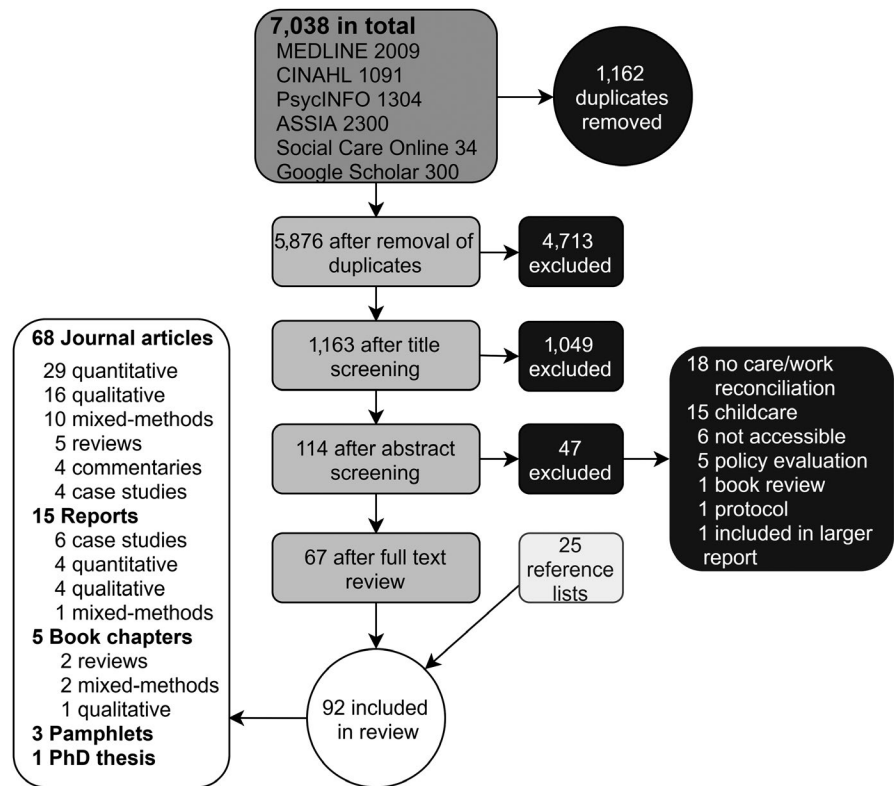 7,038 in total
MEDLINE 2009
CINAHL 1091
PsycINFO 1304
ASSIA 2300
Social Care Online 34
Google Scholar 300
1,162
duplicates
removed
5,876 after removal of
duplicates
4,713
excluded
1,163 after title
screening
1,049
excluded
114 after abstract
screening
47
excluded
18 no care/work
reconciliation
15 childcare
6 not accessible
5 policy evaluation
1 book review
1 protocol
1 included in larger
report
67 after full text
review
25
reference
lists
92 included
in review
68 Journal articles
29 quantitative
16 qualitative
10 mixed-methods
5 reviews
4 commentaries
4 case studies
15 Reports
6 case studies
4 quantitative
4 qualitative
1 mixed-methods
5 Book chapters
2 reviews
2 mixed-methods
1 qualitative
3 Pamphlets
1 PhD thesis